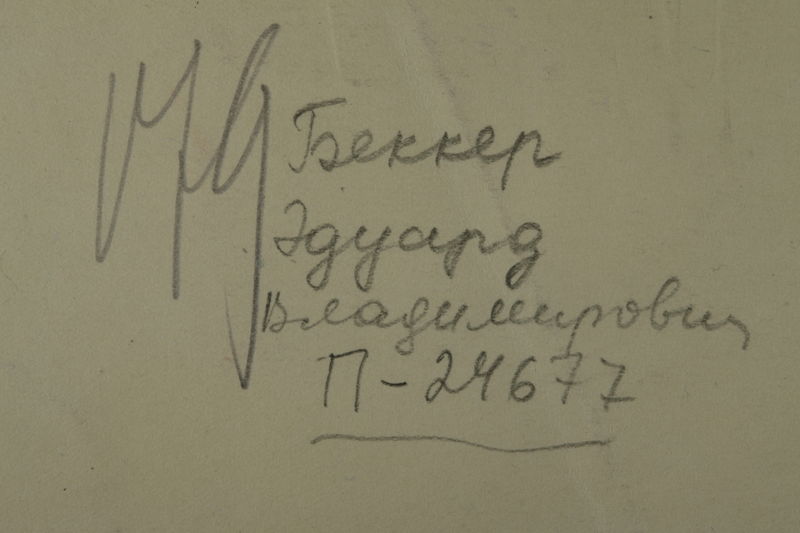 Беккер
Эдуард
Владимирович
П-24677